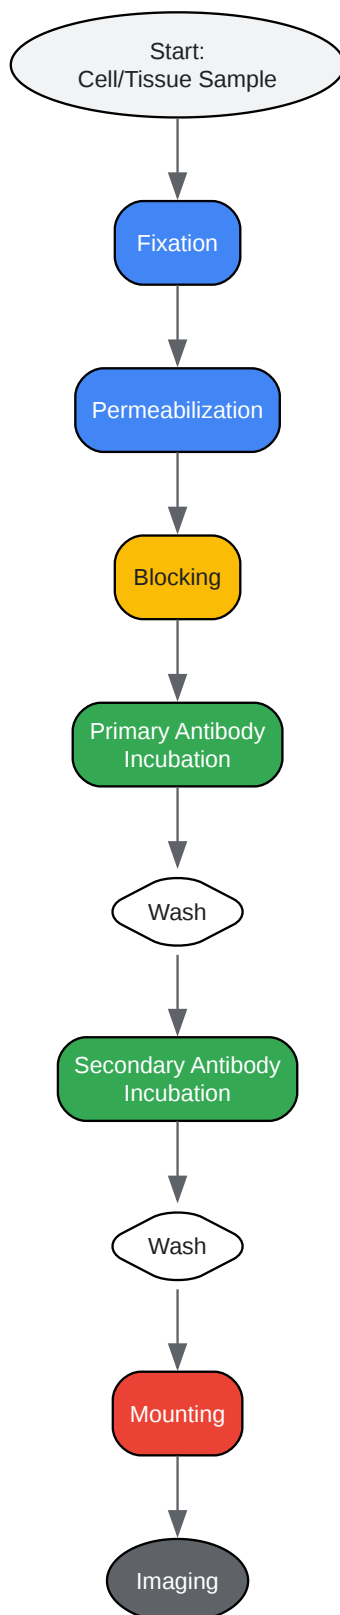 Start:
Cell/Tissue Sample
Fixation
Permeabilization
Blocking
Primary Antibody
Incubation
Wash
Secondary Antibody
Incubation
Wash
Mounting
Imaging